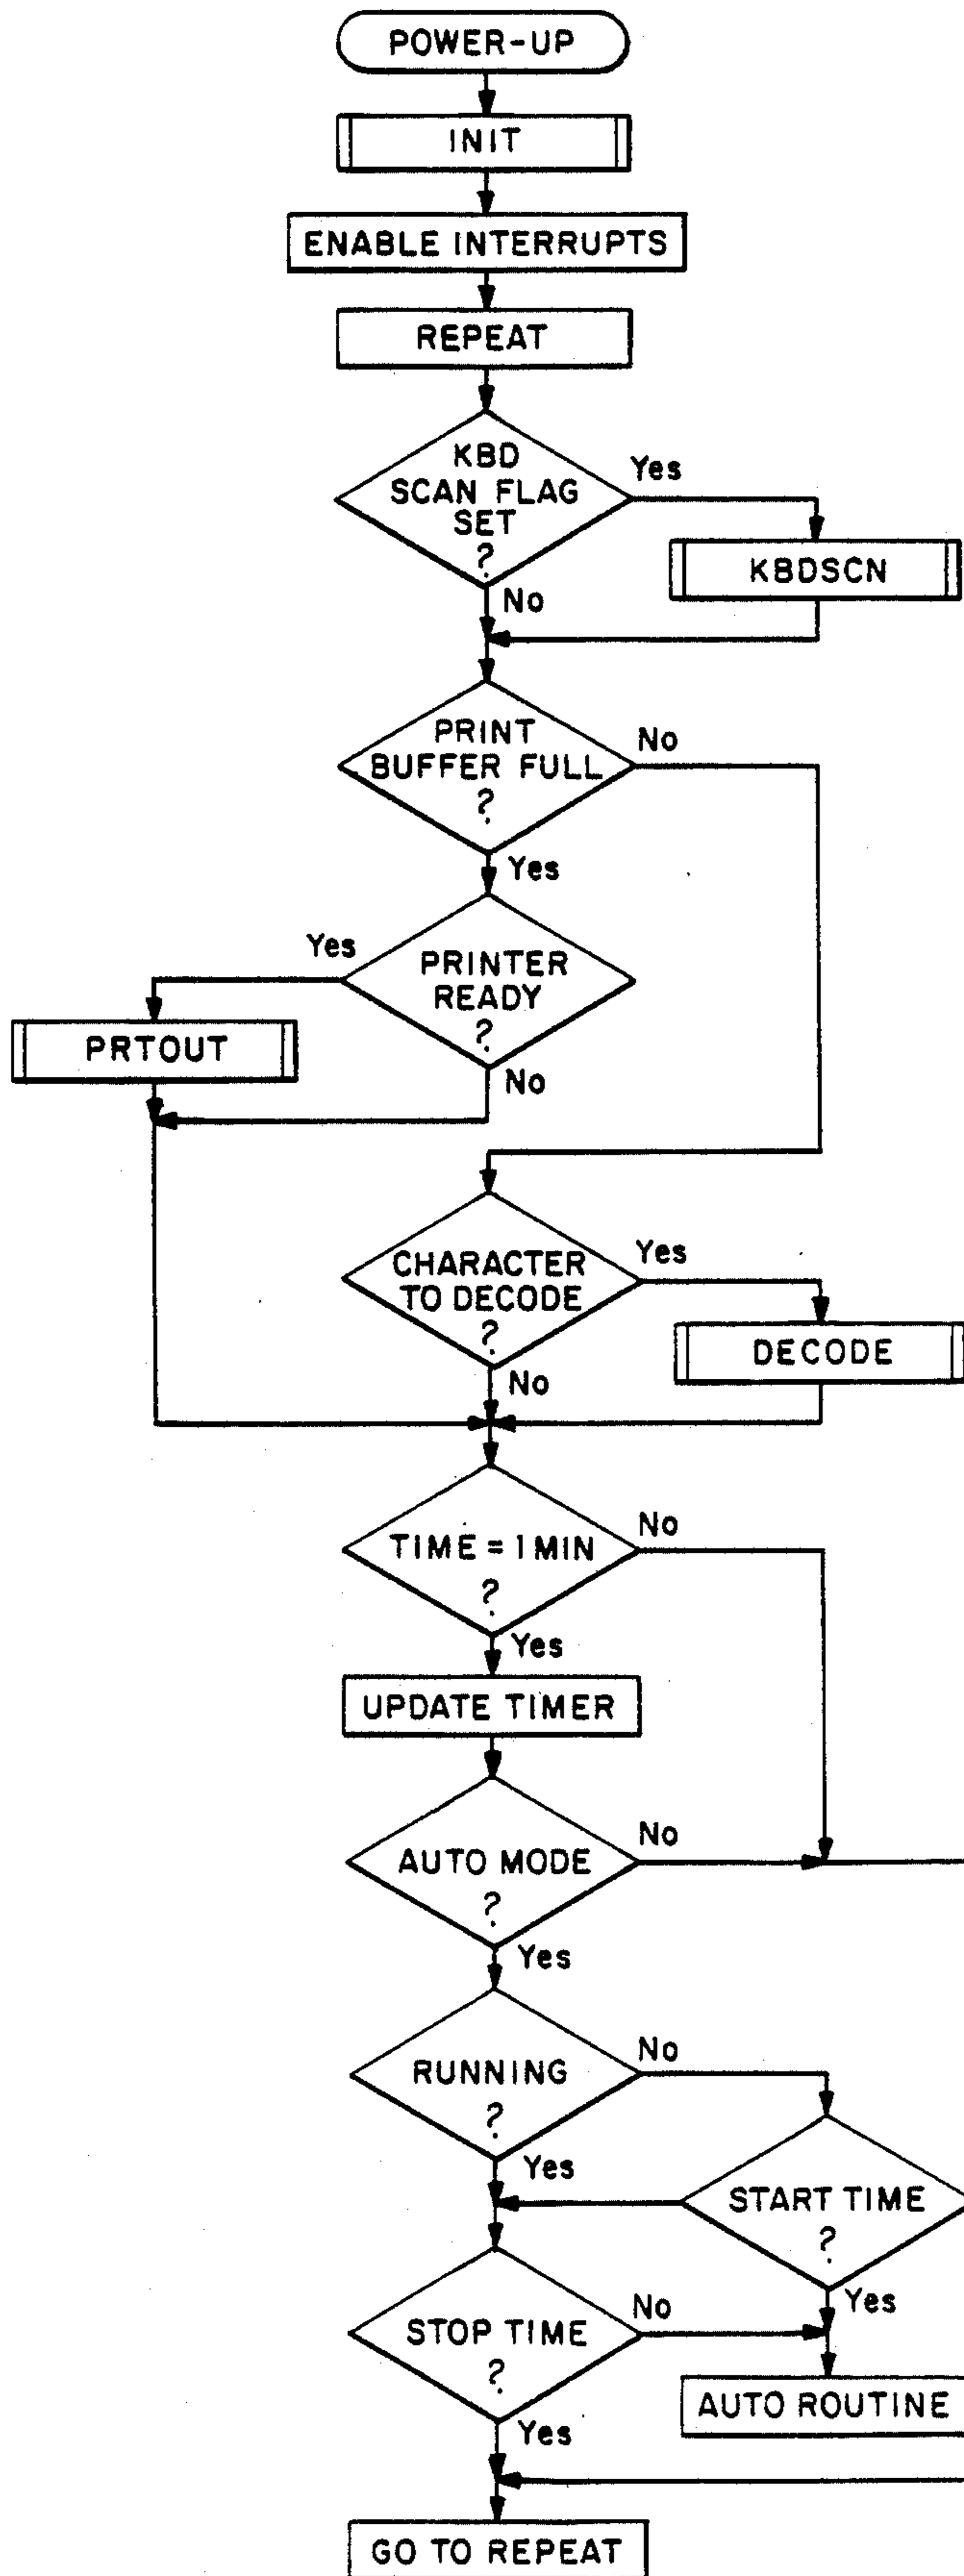 POWER-UP
INIT
ENABLE INTERRUPTS
REPEAT
KBD
SCAN FLAG
SET
?
Yes
KBDSCN
No
PRINT
BUFFER FULL
?
No
Yes
PRINTER
READY
?
Yes
PRTOUT
No
CHARACTER
TO DECODE
?
Yes
DECODE
No
TIME = 1 MIN
?
No
Yes
UPDATE TIMER
AUTO MODE
?
No
Yes
RUNNING
?
No
Yes
START TIME
?
Yes
STOP TIME
?
No
AUTO ROUTINE
Yes
GO TO REPEAT